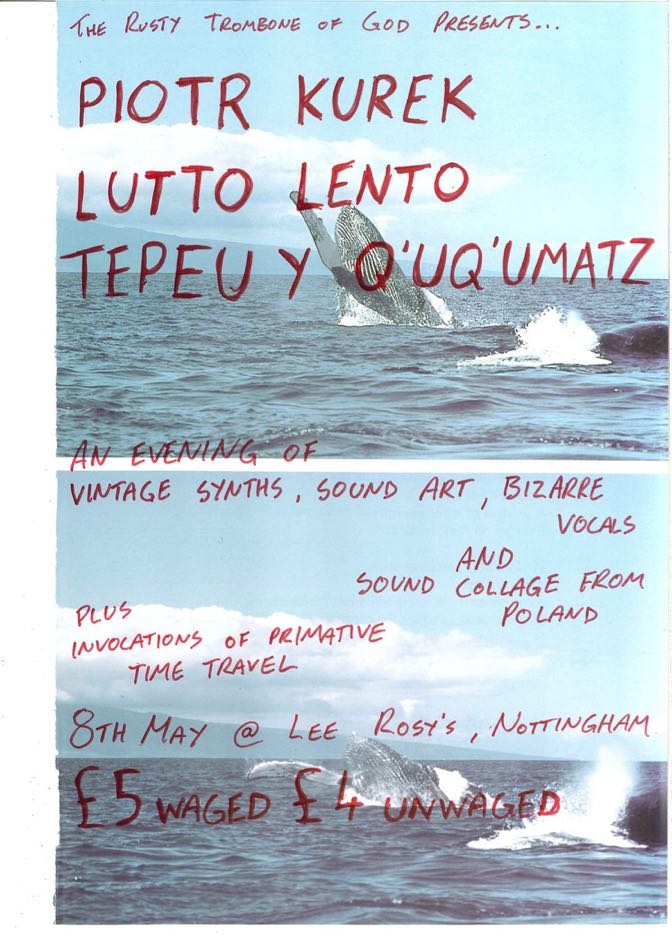 THE RUSTY TROMBONE OF GOD PRESENTS...
PIOTR KUREK
LUTTO LENTO
TEPEU Y Q'UQ'UMATZ
AN EVENING OF
VINTAGE SYNTHS, SOUND ART, BIZARRE
VOCALS
AND
SOUND COLLAGE FROM
POLAND
PLUS
INVOCATIONS OF PRIMATIVE
TIME TRAVEL
8TH MAY @ LEE ROSY'S, NOTTINGHAM
£5 WAGED £4 UNWAGED